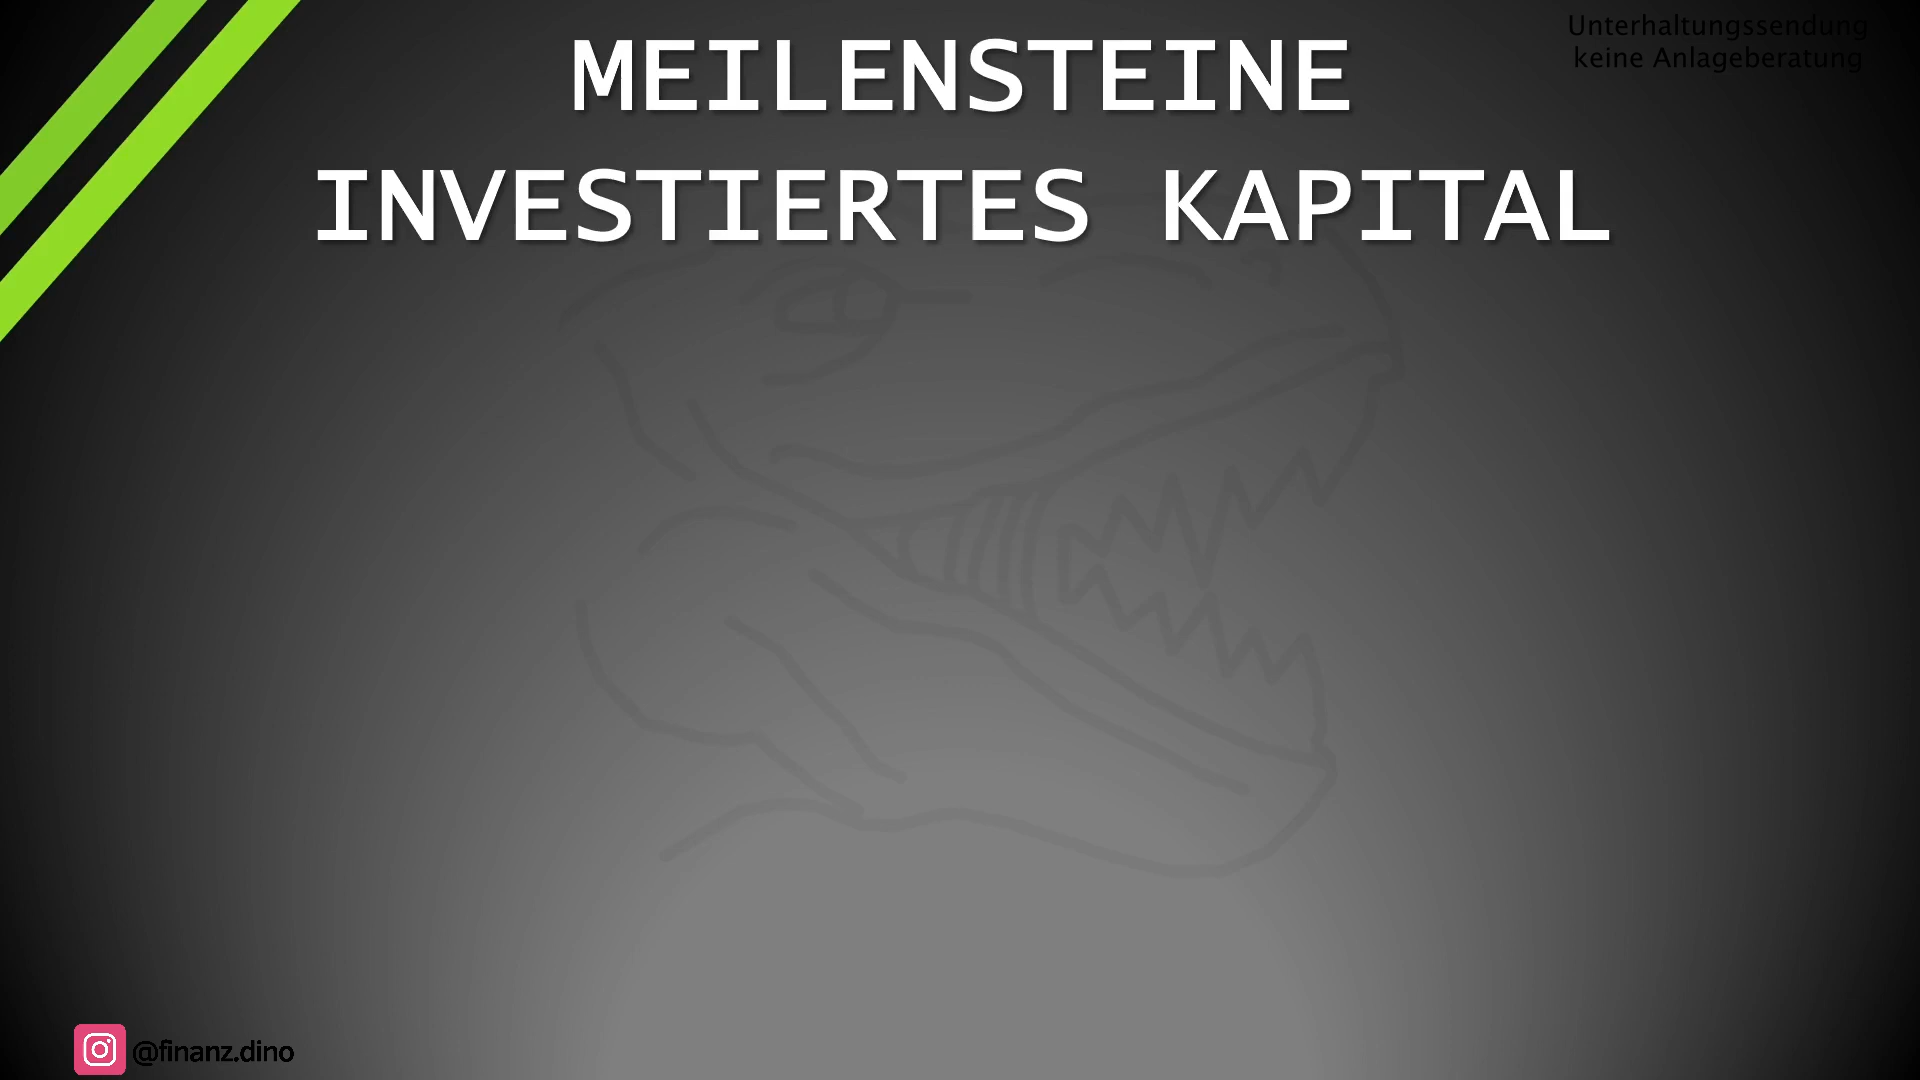 Unterhaltungssendung
keine Anlageberatung
MEILENSTEINE
INVESTIERTES KAPITAL
@finanz.dino